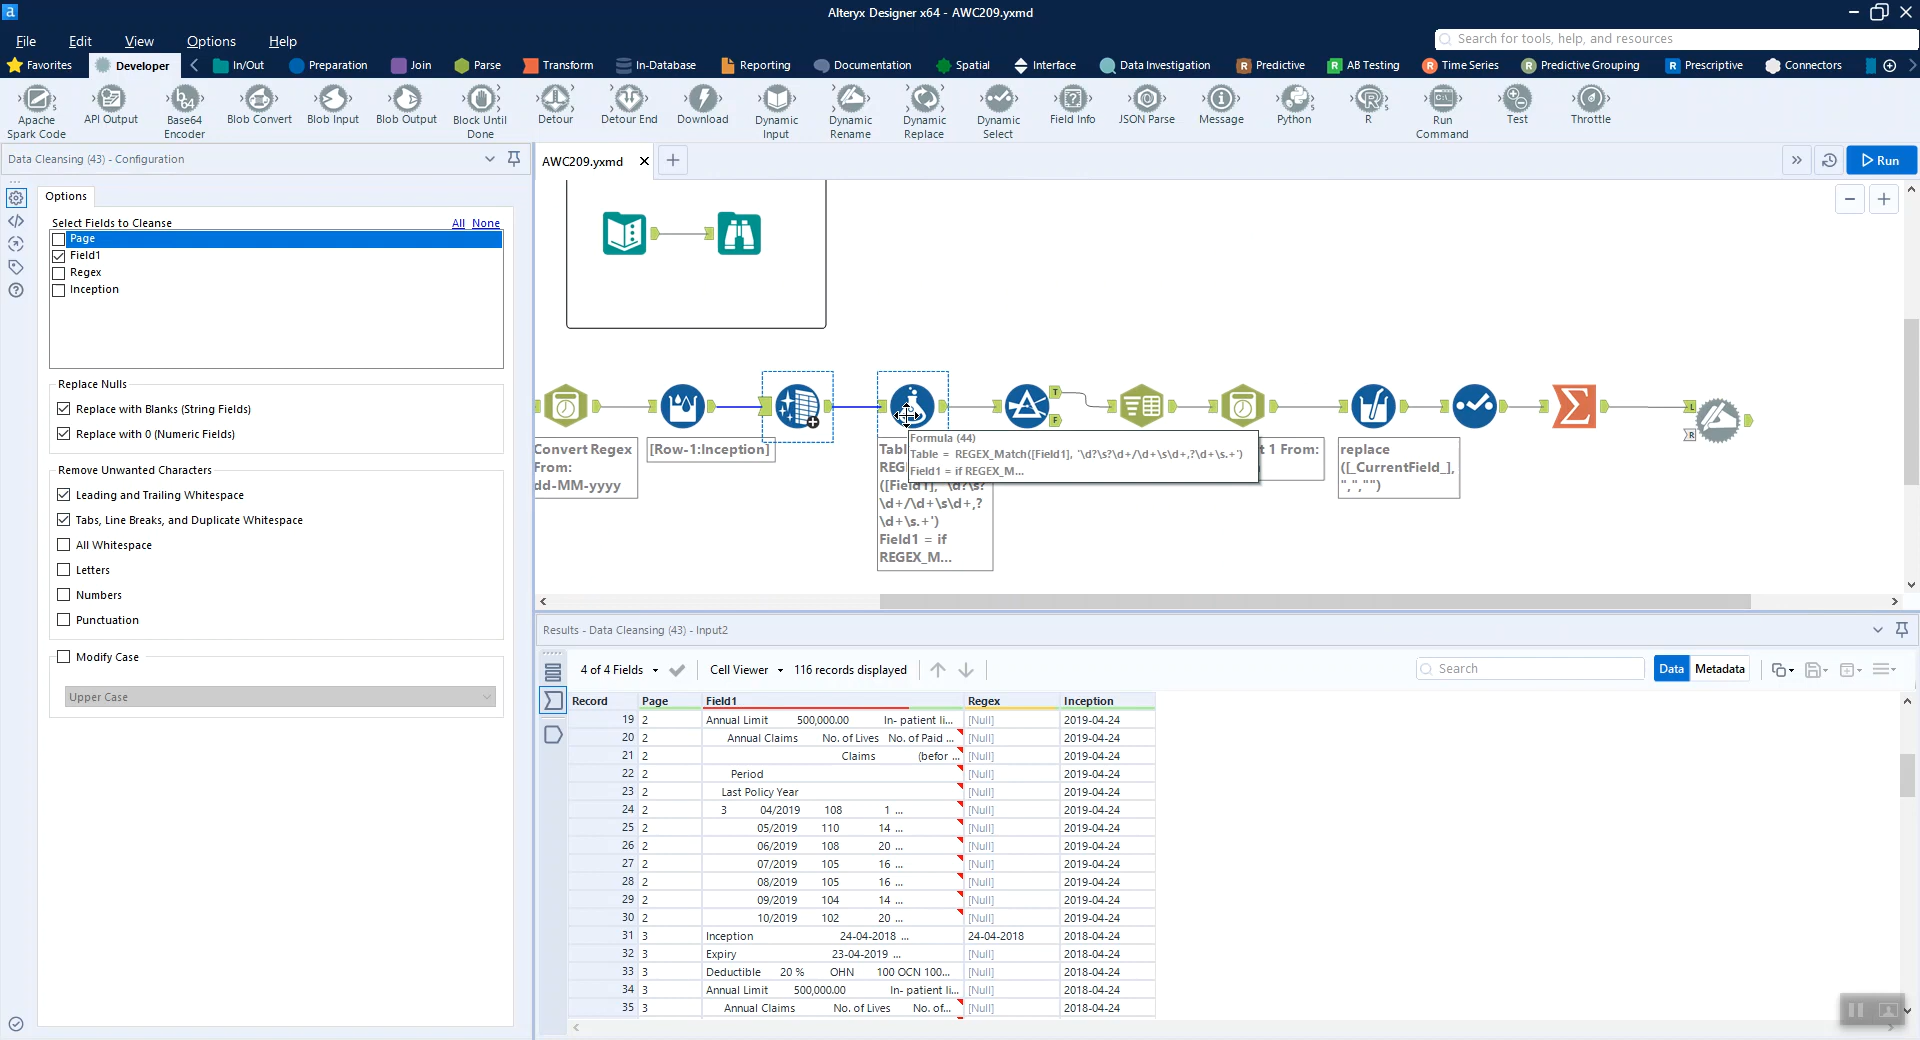 Alteryx Designer x64 - AWC209.yxmd
File Edit View Options Help
Search for tools, help, and resources
Favorites Developer In/Out Preparation Join Parse Transform In-Database Reporting Documentation Spatial Interface Data Investigation Predictive AB Testing Time Series Predictive Grouping Prescriptive Connectors
Apache Spark Code
API Output
Base64 Encoder
Blob Convert
Blob Input
Blob Output
Block Until Done
Detour
Detour End
Download
Dynamic Input
Dynamic Rename
Dynamic Replace
Dynamic Select
Field Info
JSON Parse
Message
Python
R
Run Command
Test
Throttle
Data Cleansing (43) - Configuration
AWC209.yxmd
Run
Options
Select Fields to Cleanse All None
Page
Field1
Regex
Inception
Replace Nulls
Replace with Blanks (String Fields)
Replace with 0 (Numeric Fields)
Remove Unwanted Characters
Leading and Trailing Whitespace
Tabs, Line Breaks, and Duplicate Whitespace
All Whitespace
Letters
Numbers
Punctuation
Modify Case
Upper Case
T
F
L
R
Convert Regex
From:
dd-MM-yyyy
[Row-1:Inception]
Formula (44)
Table = REGEX_Match([Field1], '\d?\s?\d+/\d+\s\d+,?\d+\s.+')
Field1 = if REGEX_M...
Tabl
REG
([Field1], '\d?\s?
\d+/\d+\s\d+,?
\d+\s.+')
Field1 = if
REGEX_M...
t 1 From:
replace
([_CurrentField_],
",","")
Results - Data Cleansing (43) - Input2
4 of 4 Fields Cell Viewer 116 records displayed Search Data Metadata
Record Page Field1 Regex Inception
19 2 Annual Limit 500,000.00 In- patient li... [Null] 2019-04-24
20 2 Annual Claims No. of Lives No. of Paid ... [Null] 2019-04-24
21 2 Claims (befor ... [Null] 2019-04-24
22 2 Period [Null] 2019-04-24
23 2 Last Policy Year [Null] 2019-04-24
24 2 3 04/2019 108 1 ... [Null] 2019-04-24
25 2 05/2019 110 14 ... [Null] 2019-04-24
26 2 06/2019 108 20 ... [Null] 2019-04-24
27 2 07/2019 105 16 ... [Null] 2019-04-24
28 2 08/2019 105 16 ... [Null] 2019-04-24
29 2 09/2019 104 14 ... [Null] 2019-04-24
30 2 10/2019 102 20 ... [Null] 2019-04-24
31 3 Inception 24-04-2018 ... 24-04-2018 2018-04-24
32 3 Expiry 23-04-2019 ... [Null] 2018-04-24
33 3 Deductible 20 % OHN 100 OCN 100... [Null] 2018-04-24
34 3 Annual Limit 500,000.00 In- patient li... [Null] 2018-04-24
35 3 Annual Claims No. of Lives No. of... [Null] 2018-04-24